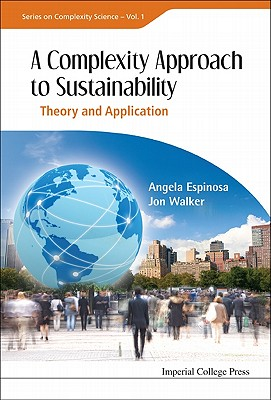 Series on Complexity Science – Vol. 1
A Complexity Approach
to Sustainability
Theory and Application
Angela Espinosa
Jon Walker
Imperial College Press